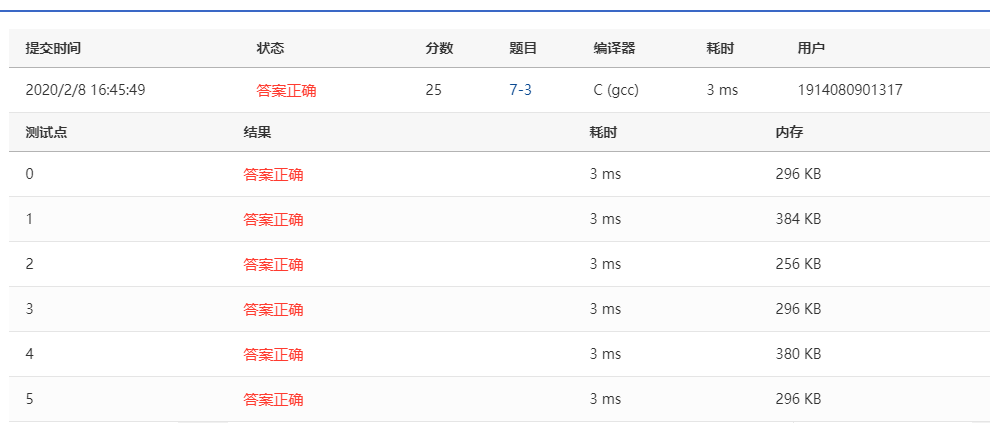 提交时间 状态 分数 题目 编译器 耗时 用户
2020/2/8 16:45:49 答案正确 25 7-3 C (gcc) 3 ms 1914080901317
测试点 结果 耗时 内存
0 答案正确 3 ms 296 KB
1 答案正确 3 ms 384 KB
2 答案正确 3 ms 256 KB
3 答案正确 3 ms 296 KB
4 答案正确 3 ms 380 KB
5 答案正确 3 ms 296 KB